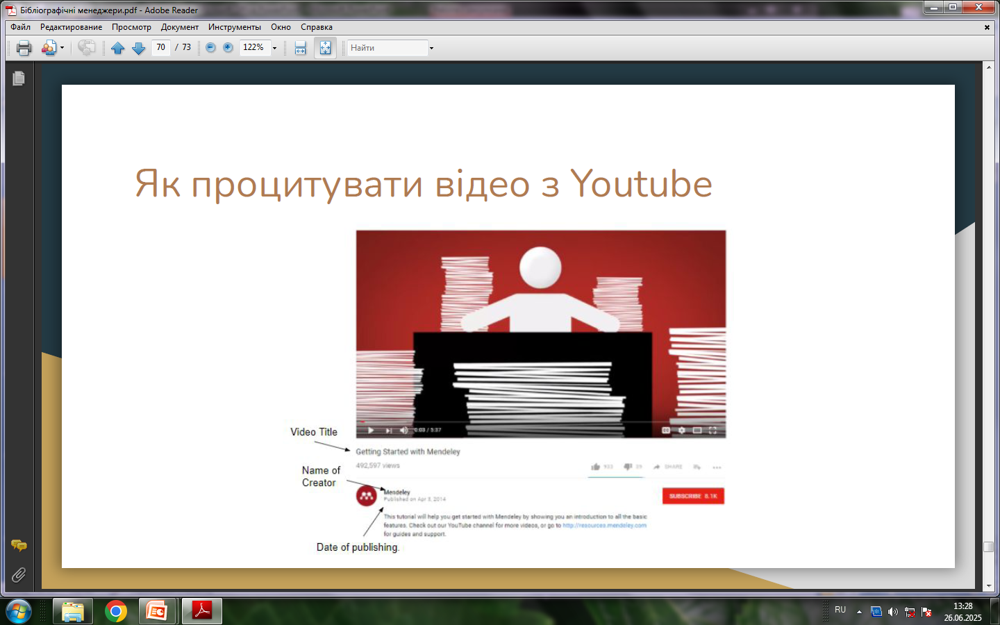 Бібліографічні менеджери.pdf - Adobe Reader
Файл Редактирование Просмотр Документ Инструменты Окно Справка
70 / 73 122% Найти
Як процитувати відео з Youtube
0:03 / 5:37
Video Title
Getting Started with Mendeley
492,597 views
933 39 SHARE
Name of
Creator
Mendeley
Published on Apr 3, 2014
SUBSCRIBE 8.1K
This tutorial will help you get started with Mendeley by showing you an introduction to all the basic
features. Check out our YouTube channel for more videos, or go to http://resources.mendeley.com
for guides and support.
Date of publishing.
RU
13:28
26.06.2025